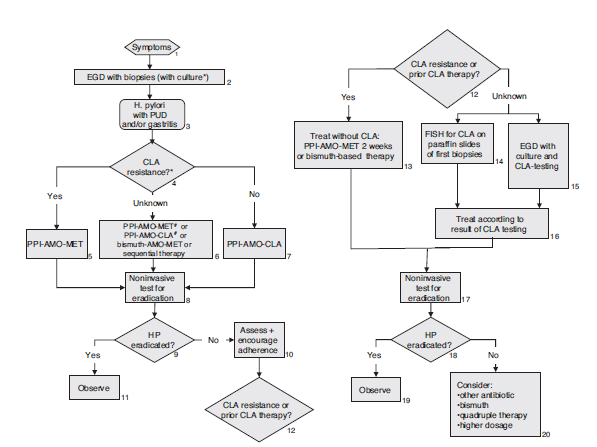 Symptoms
1
EGD with biopsies (with culture*)
2
H. pylori
with PUD
and/or gastritis
3
CLA
resistance?*
4
Yes
Unknown
No
PPI-AMO-MET
5
PPI-AMO-MET# or
PPI-AMO-CLA# or
bismuth-AMO-MET or
sequential therapy
6
PPI-AMO-CLA
7
Noninvasive
test for
eradication
8
HP
eradicated?
9
Yes
No
Assess +
encourage
adherence
10
Observe
11
CLA resistance or
prior CLA therapy?
12
CLA resistance or
prior CLA therapy?
12
Yes
Unknown
Treat without CLA:
PPI-AMO-MET 2 weeks
or bismuth-based therapy
13
FISH for CLA on
paraffin slides
of first biopsies
14
EGD with
culture and
CLA-testing
15
Treat according to
result of CLA testing
16
Noninvasive
test for
eradication
17
HP
eradicated?
18
Yes
No
Observe
19
Consider:
•other antibiotic
•bismuth
•quadruple therapy
•higher dosage
20